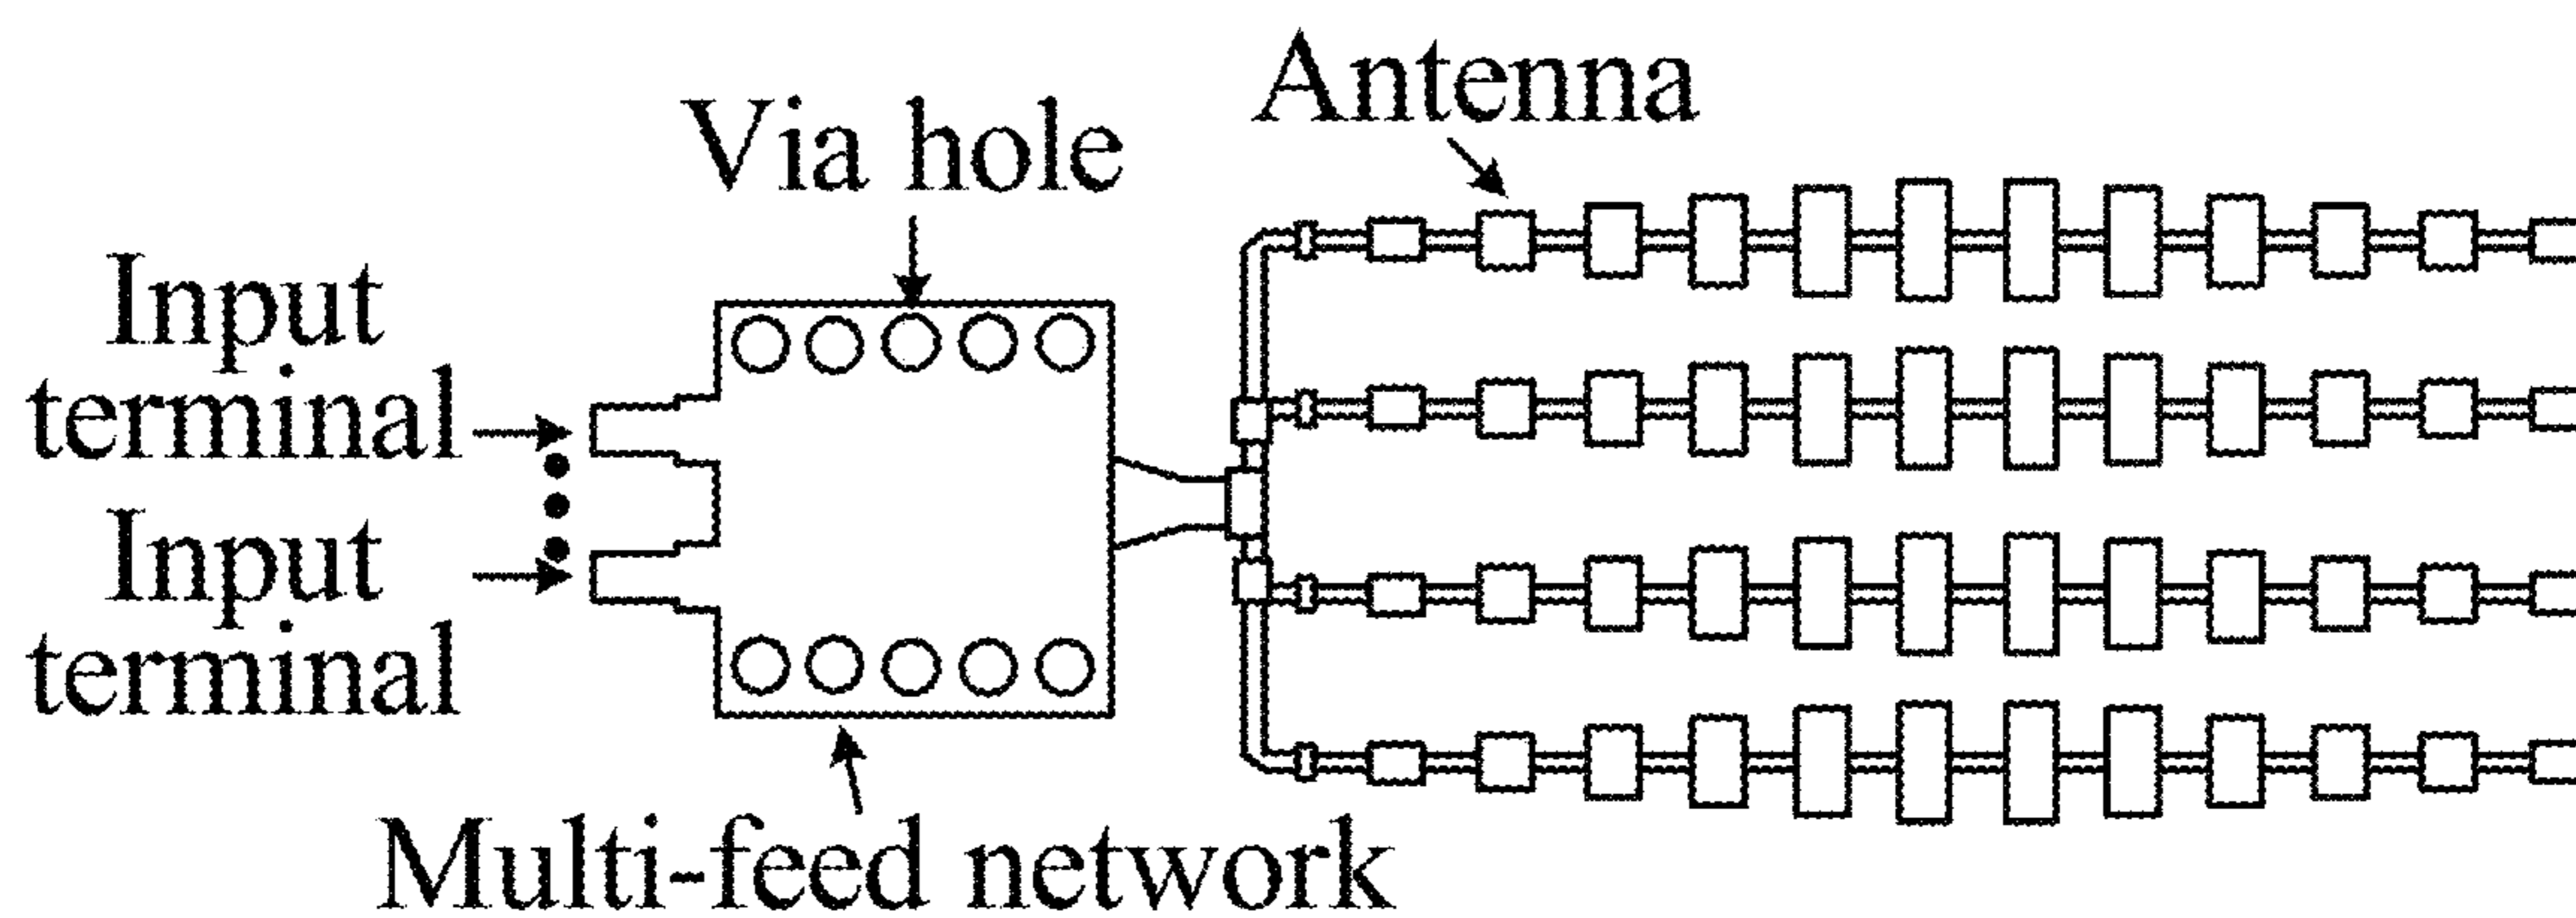 Antenna
Via hole
Input
terminal
Input
terminal
Multi-feed network